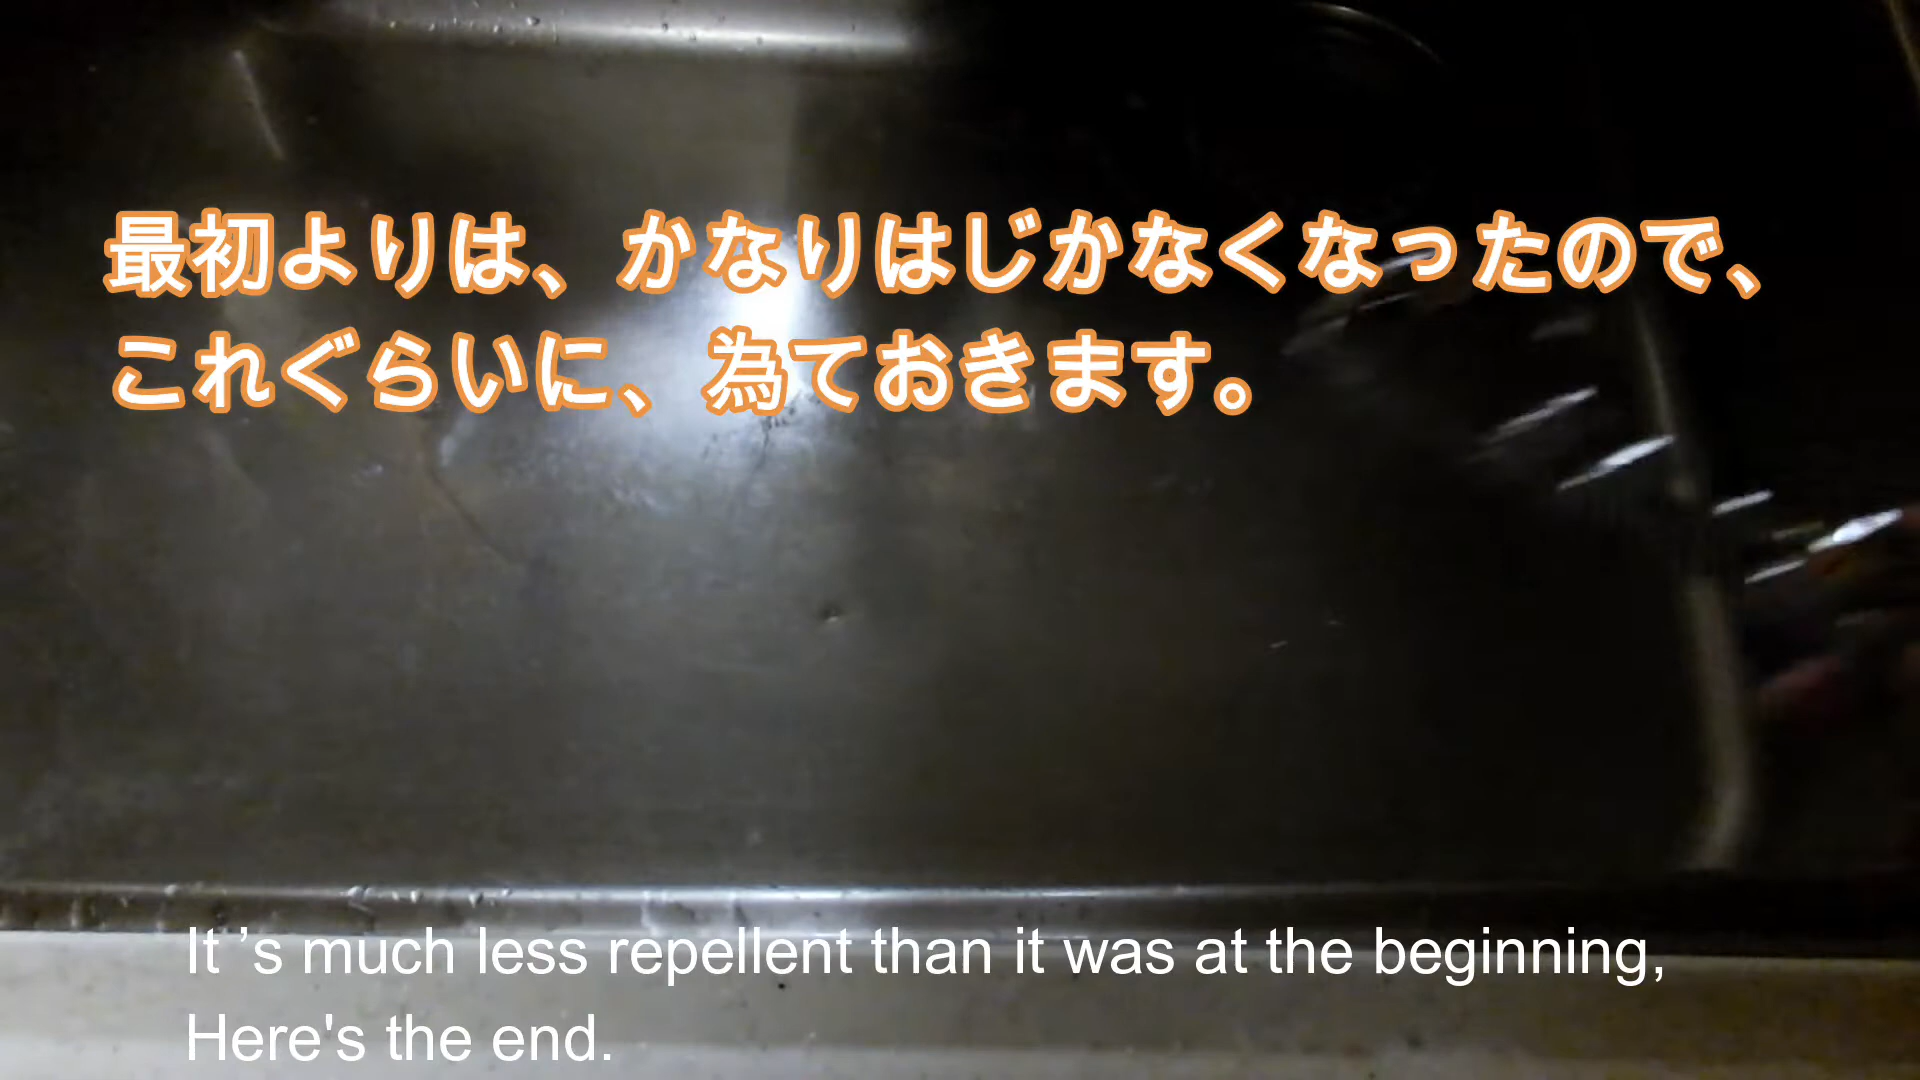 最初よりは、かなりはじかなくなったので、
これぐらいに、為ておきます。
It ’s much less repellent than it was at the beginning,
Here's the end.